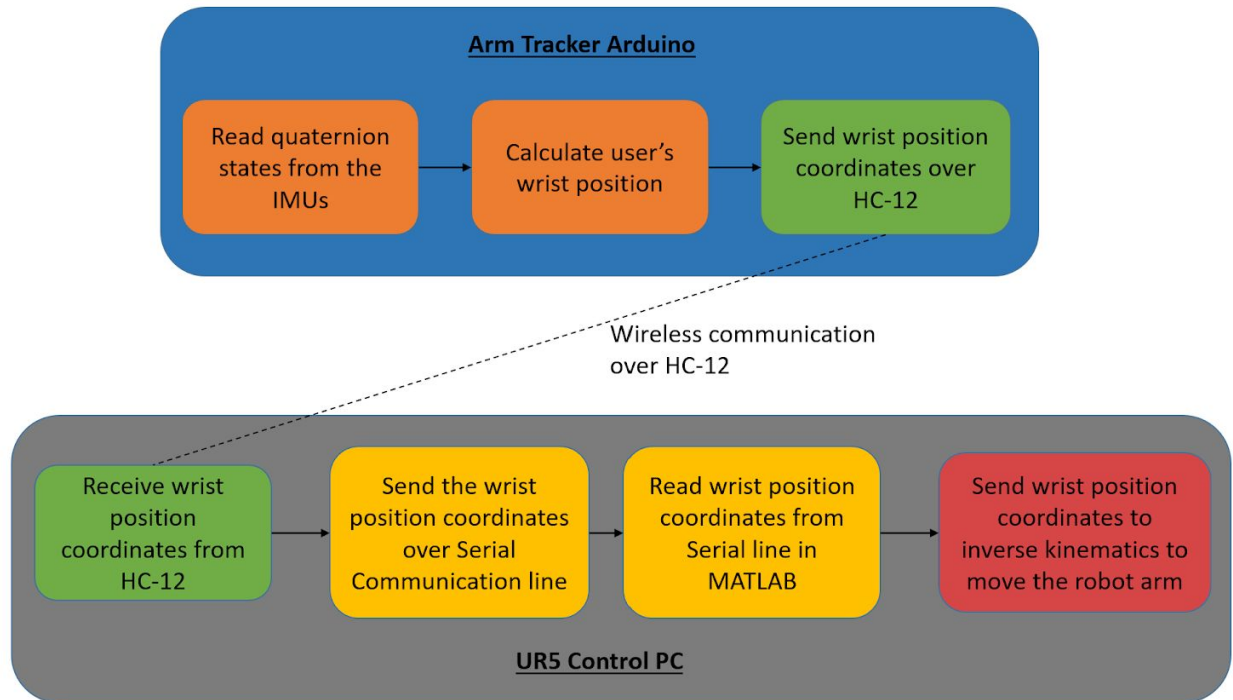 Arm Tracker Arduino
Read quaternion
states from the
IMUs
Calculate user’s
wrist position
Send wrist position
coordinates over
HC-12
Wireless communication
over HC-12
Receive wrist
position
coordinates from
HC-12
Send the wrist
position coordinates
over Serial
Communication line
Read wrist position
coordinates from
Serial line in
MATLAB
Send wrist position
coordinates to
inverse kinematics to
move the robot arm
UR5 Control PC